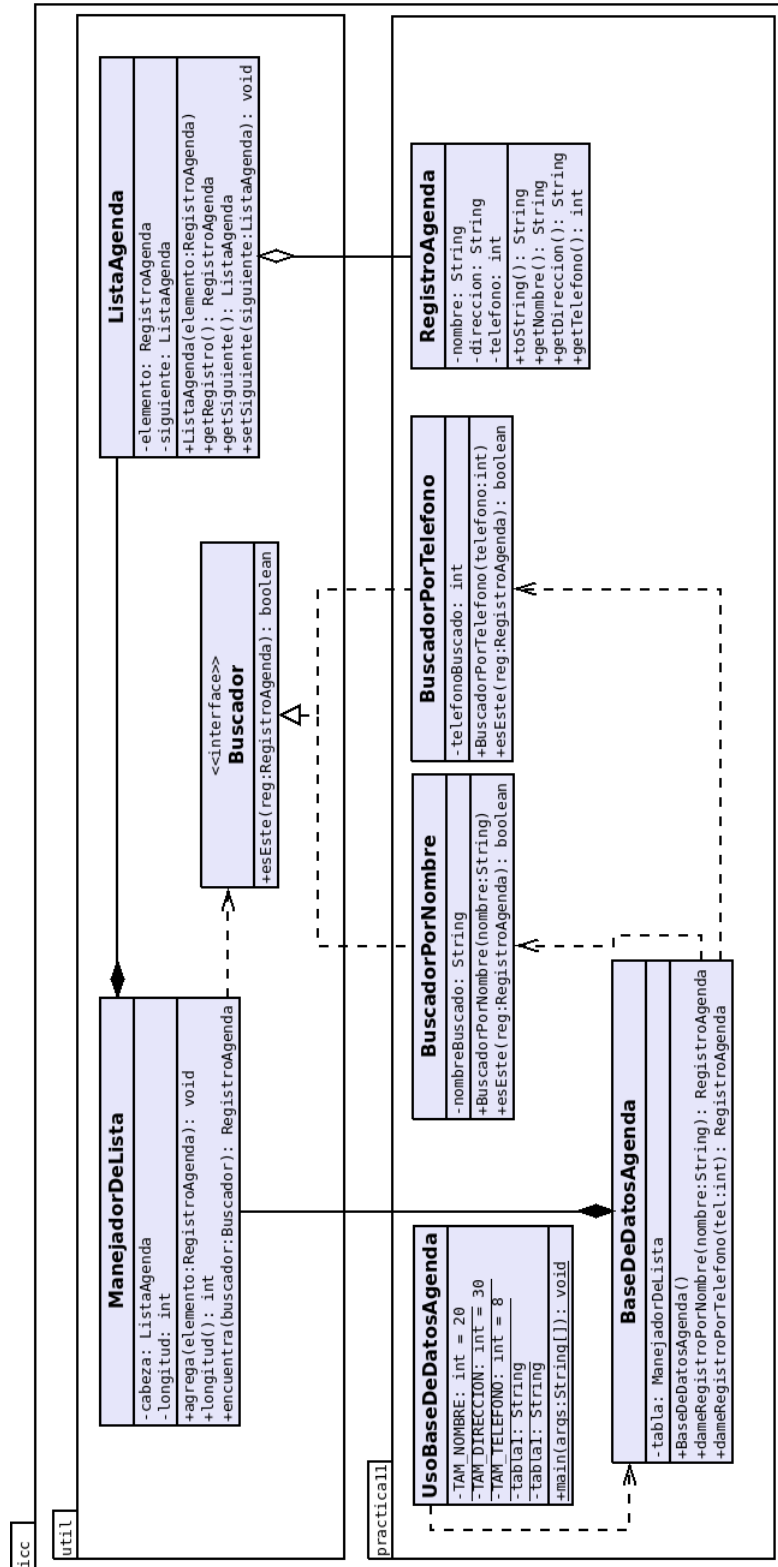 icc
util
ManejadorDeLista
-cabeza: ListaAgenda
-longitud: int
+agrega(elemento:RegistroAgenda): void
+longitud(): int
+encuentra(buscador:Buscador): RegistroAgenda
<<interface>>
Buscador
+esEste(reg:RegistroAgenda): boolean
ListaAgenda
-elemento: RegistroAgenda
-siguiente: ListaAgenda
+ListaAgenda(elemento:RegistroAgenda)
+getRegistro(): RegistroAgenda
+getSiguiente(): ListaAgenda
+setSiguiente(siguiente:ListaAgenda): void
practica11
UsoBaseDeDatosAgenda
-TAM_NOMBRE: int = 20
-TAM_DIRECCION: int = 30
-TAM_TELEFONO: int = 8
-tabla1: String
-tabla1: String
+main(args:String[]): void
BuscadorPorNombre
-nombreBuscado: String
+BuscadorPorNombre(nombre:String)
+esEste(reg:RegistroAgenda): boolean
BuscadorPorTelefono
-telefonoBuscado: int
+BuscadorPorTelefono(telefono:int)
+esEste(reg:RegistroAgenda): boolean
RegistroAgenda
-nombre: String
-direccion: String
-telefono: int
+toString(): String
+getNombre(): String
+getDireccion(): String
+getTelefono(): int
BaseDeDatosAgenda
-tabla: ManejadorDeLista
+BaseDeDatosAgenda()
+dameRegistroPorNombre(nombre:String): RegistroAgenda
+dameRegistroPorTelefono(tel:int): RegistroAgenda